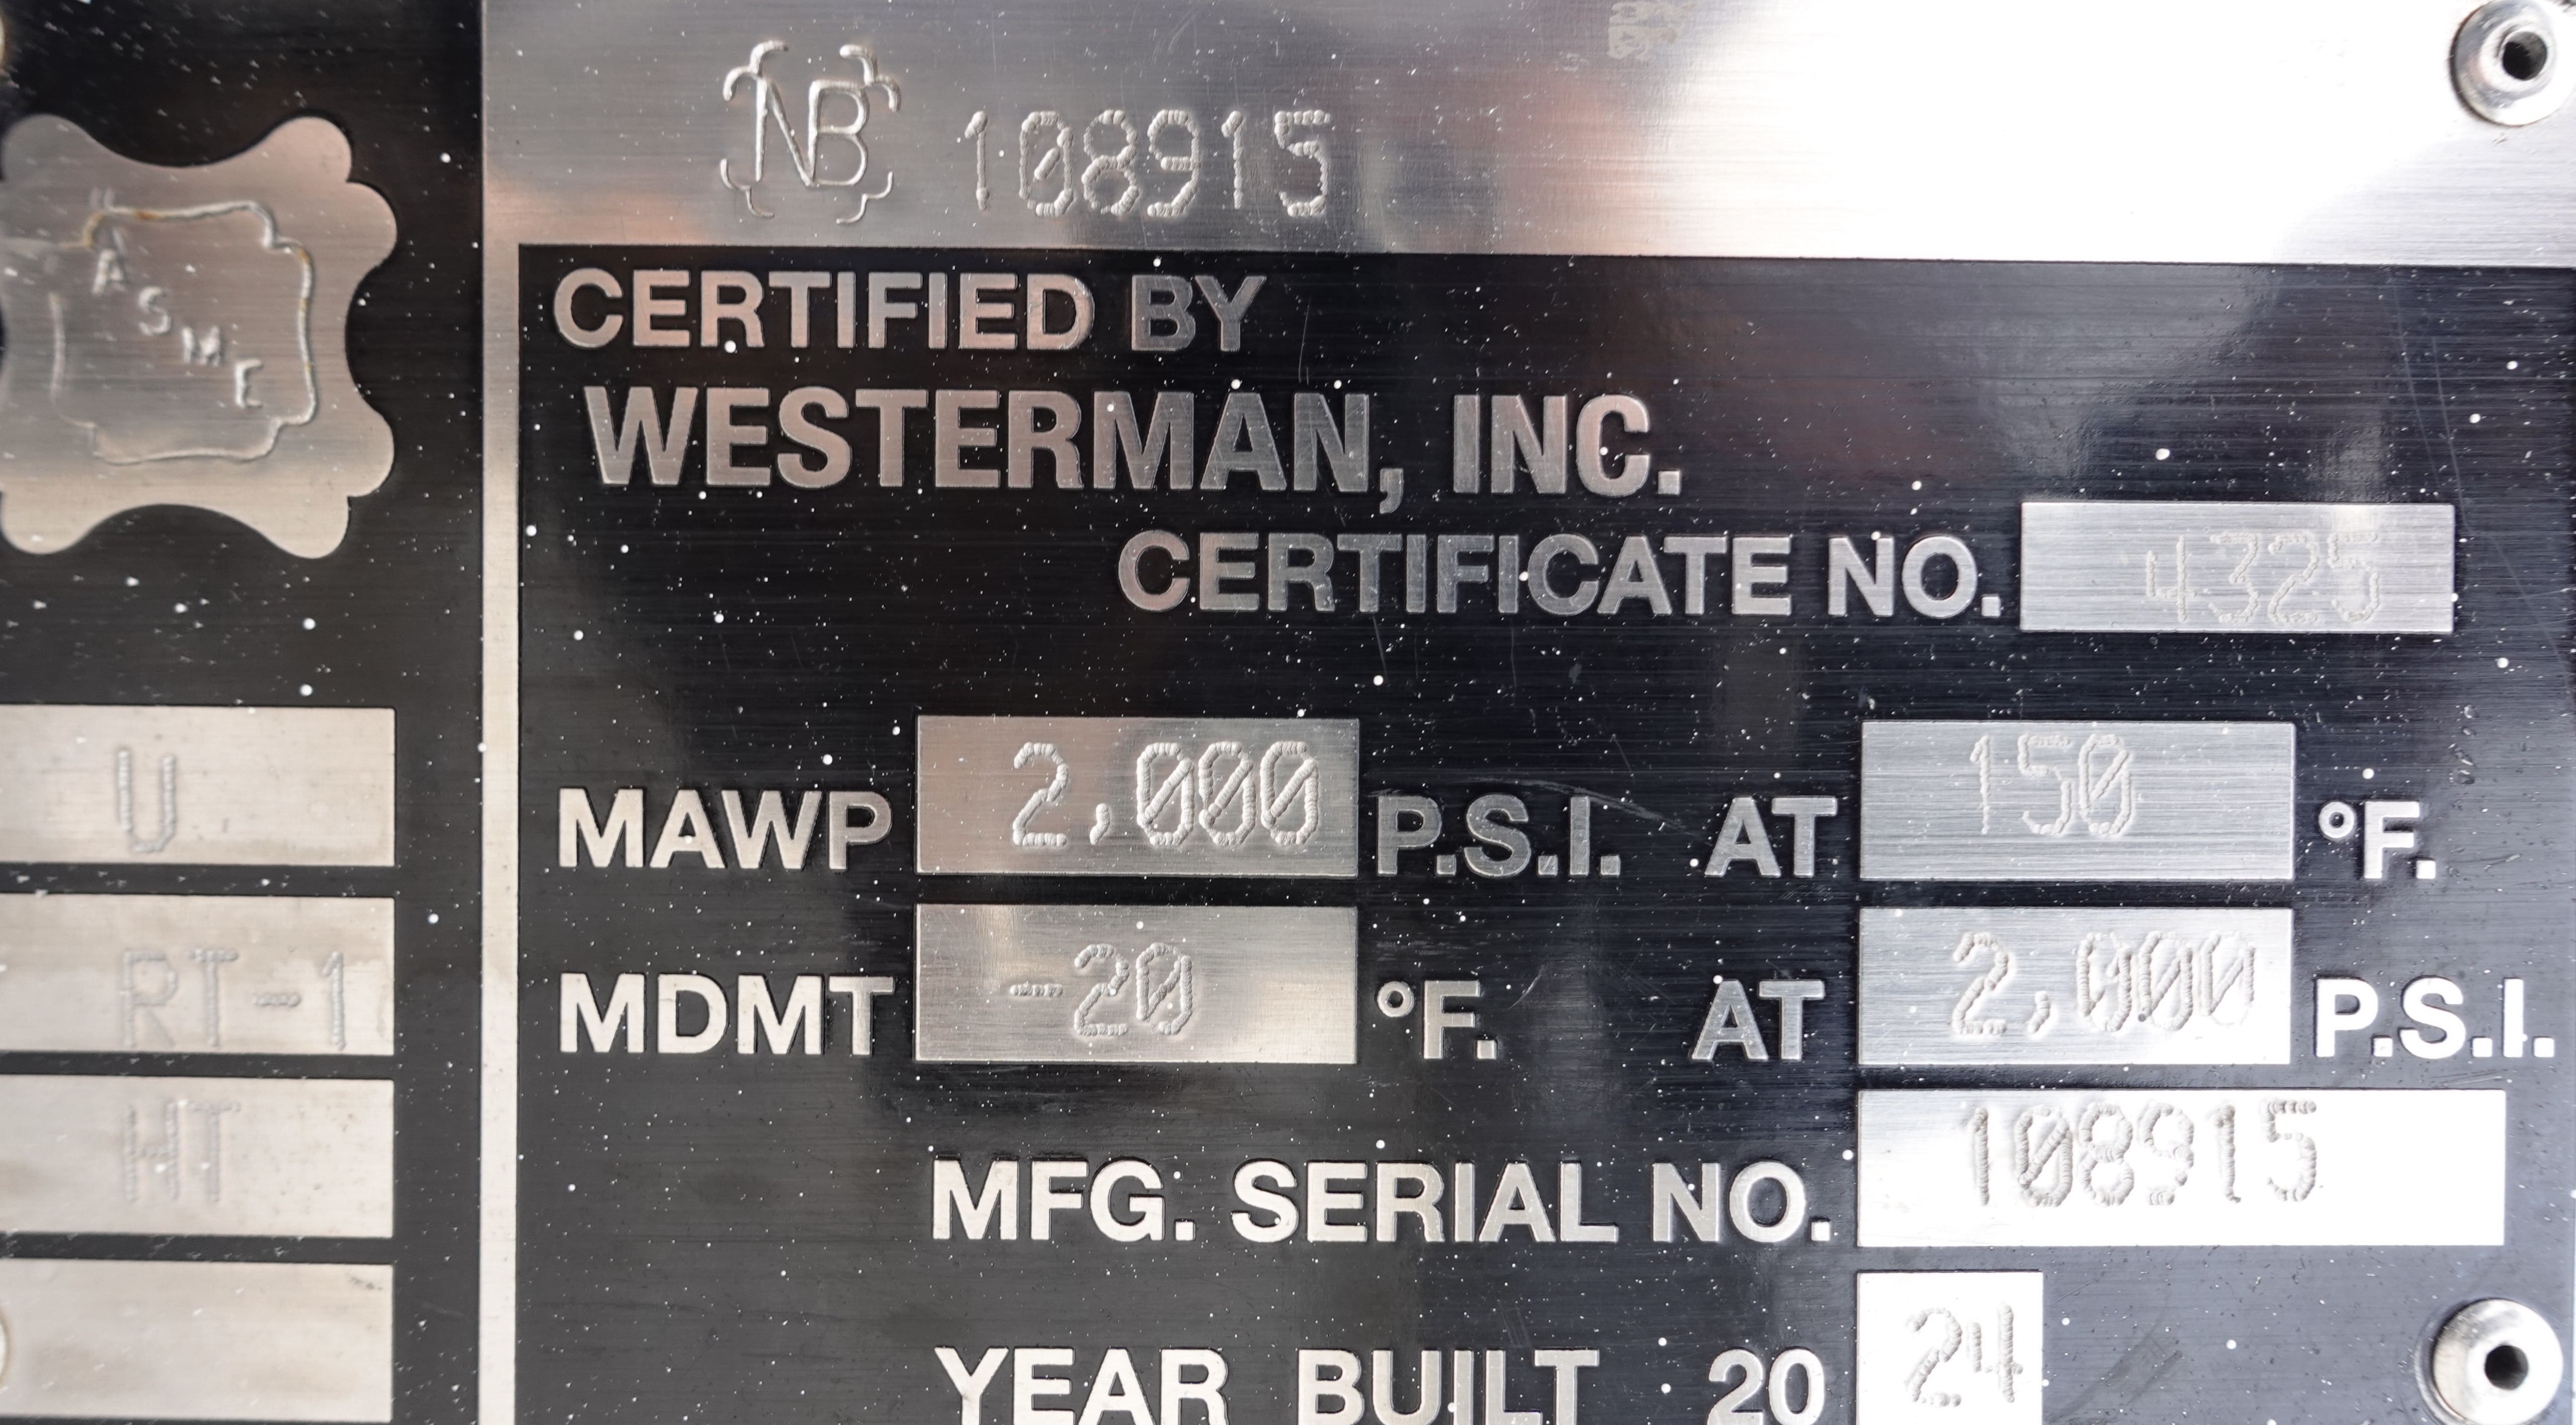 NB 108915
ASME
CERTIFIED BY
WESTERMAN, INC.
CERTIFICATE NO. 4325
U
MAWP 2,000 P.S.I. AT 150 °F.
RT-1
MDMT -20 °F. AT 2,000 P.S.I.
HT
MFG. SERIAL NO. 108915
YEAR BUILT 20 24